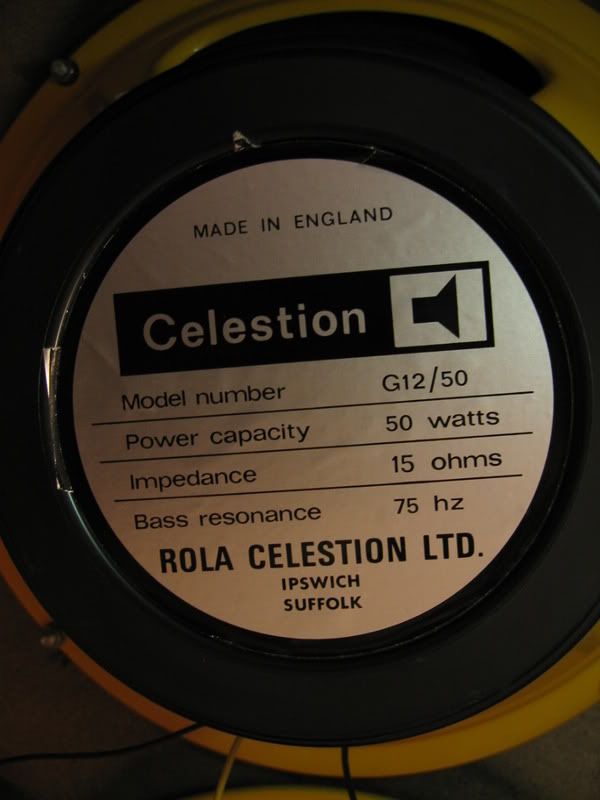 MADE IN ENGLAND
Celestion
Model number G12/50
Power capacity 50 watts
Impedance 15 ohms
Bass resonance 75 hz
ROLA CELESTION LTD.
IPSWICH
SUFFOLK